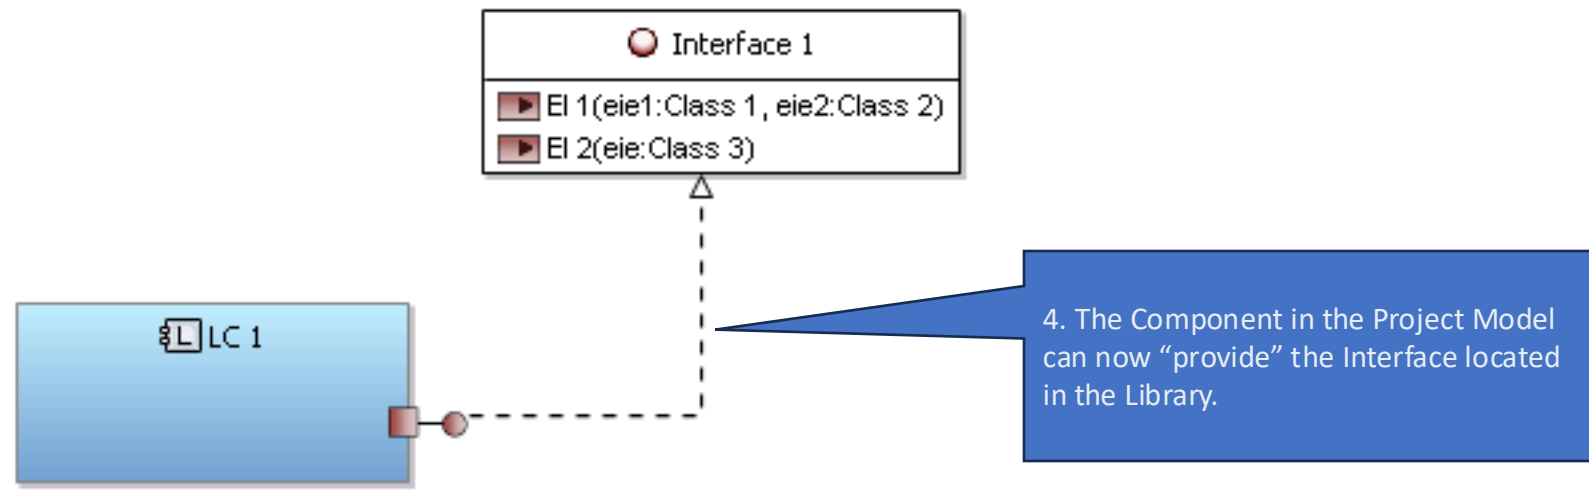 Interface 1
EI 1(eie1:Class 1, eie2:Class 2)
EI 2(eie:Class 3)
L LC 1
4. The Component in the Project Model
can now “provide” the Interface located
in the Library.